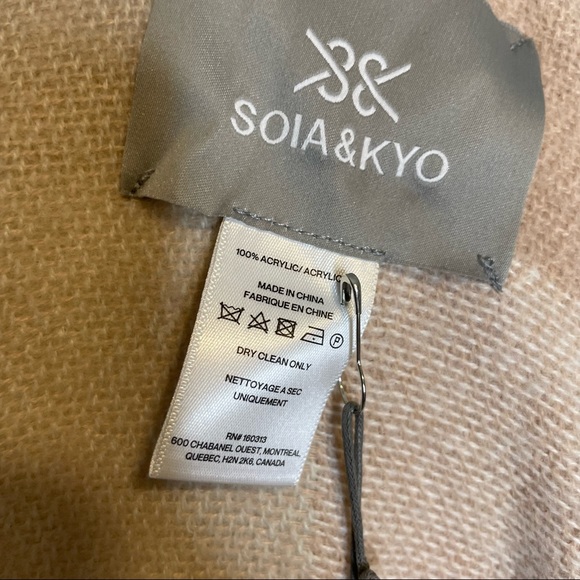 SOIA&KYO
100% ACRYLIC/ ACRYLIC
MADE IN CHINA
FABRIQUE EN CHINE
P
DRY CLEAN ONLY
NETTOYAGE A SEC
UNIQUEMENT
RN# 160313
600 CHABANEL OUEST, MONTREAL
QUEBEC, H2N 2K6, CANADA